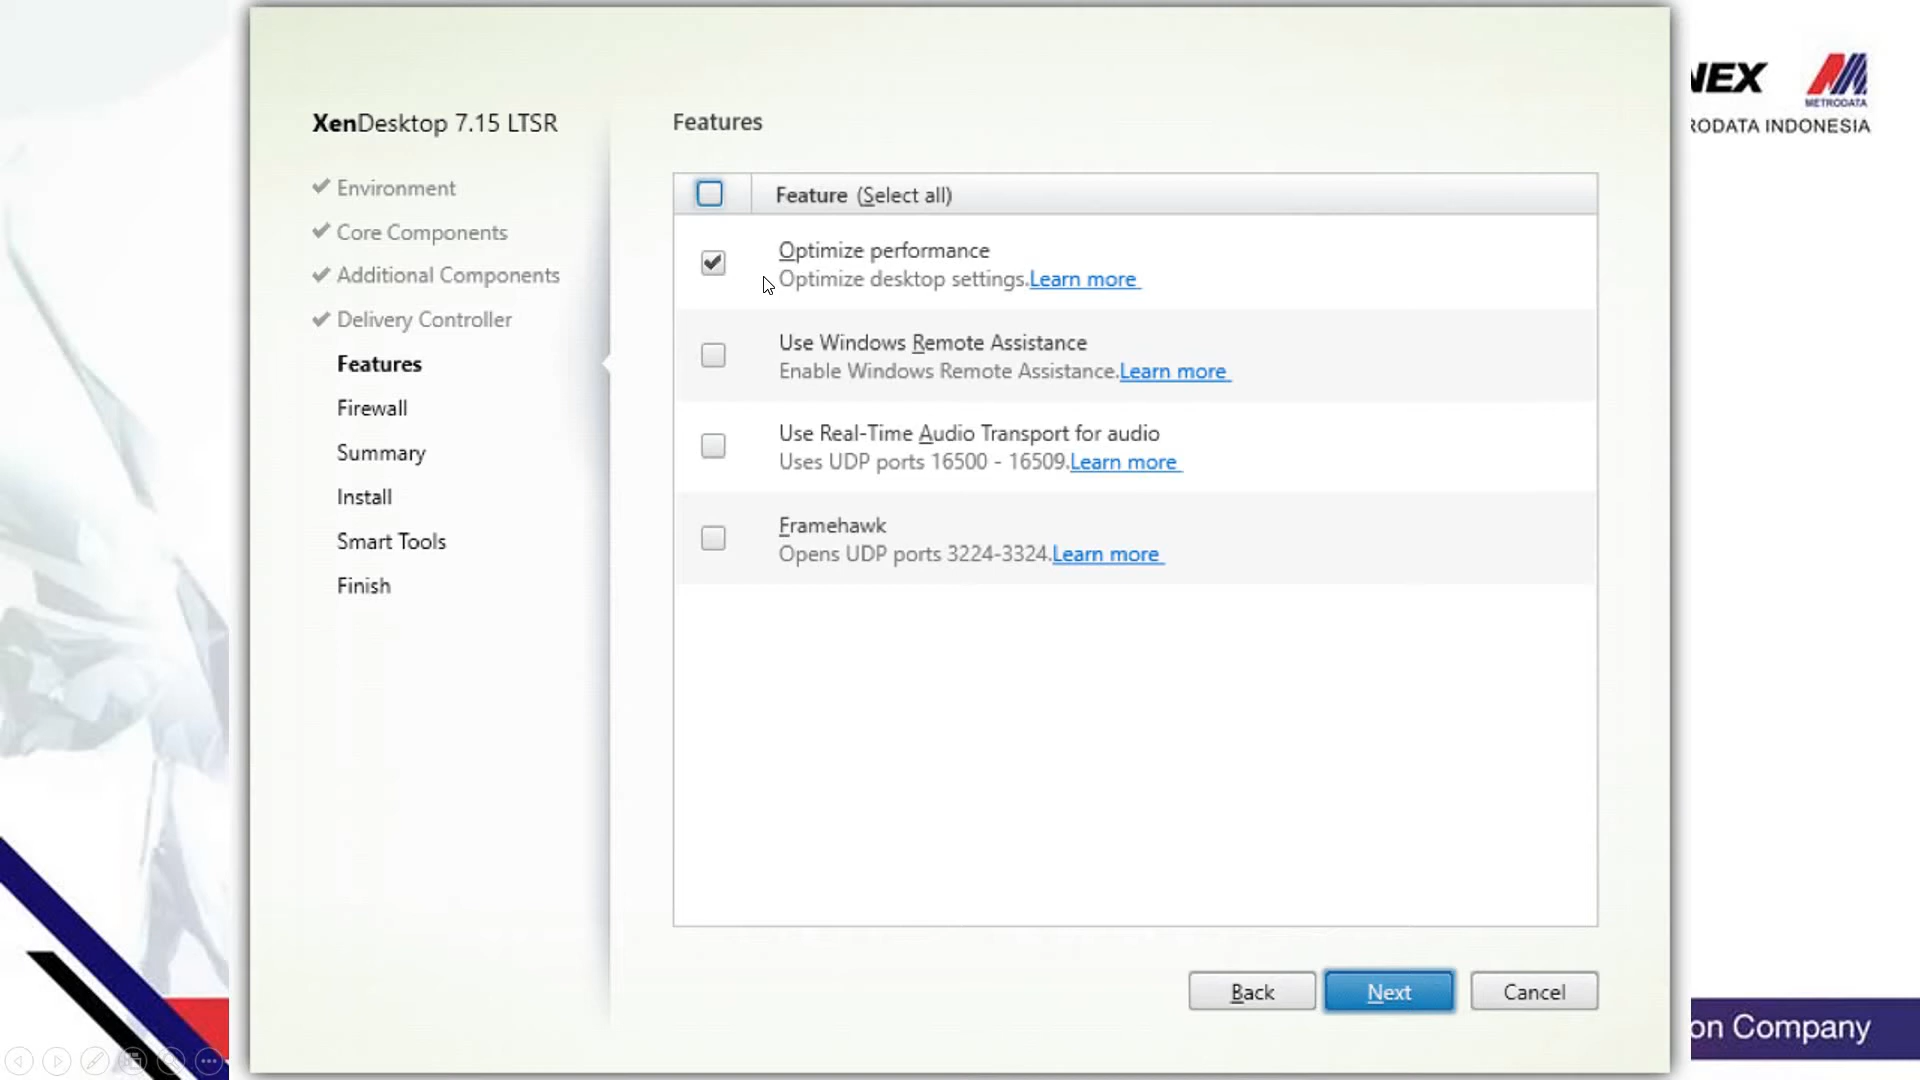 XenDesktop 7.15 LTSR
Environment
Core Components
Additional Components
Delivery Controller
Features
Firewall
Summary
Install
Smart Tools
Finish
Features
Feature (Select all)
Optimize performance
Optimize desktop settings.Learn more
Use Windows Remote Assistance
Enable Windows Remote Assistance.Learn more
Use Real-Time Audio Transport for audio
Uses UDP ports 16500 - 16509.Learn more
Framehawk
Opens UDP ports 3224-3324.Learn more
Back
Next
Cancel
NEX
METRODATA
RODATA INDONESIA
on Company